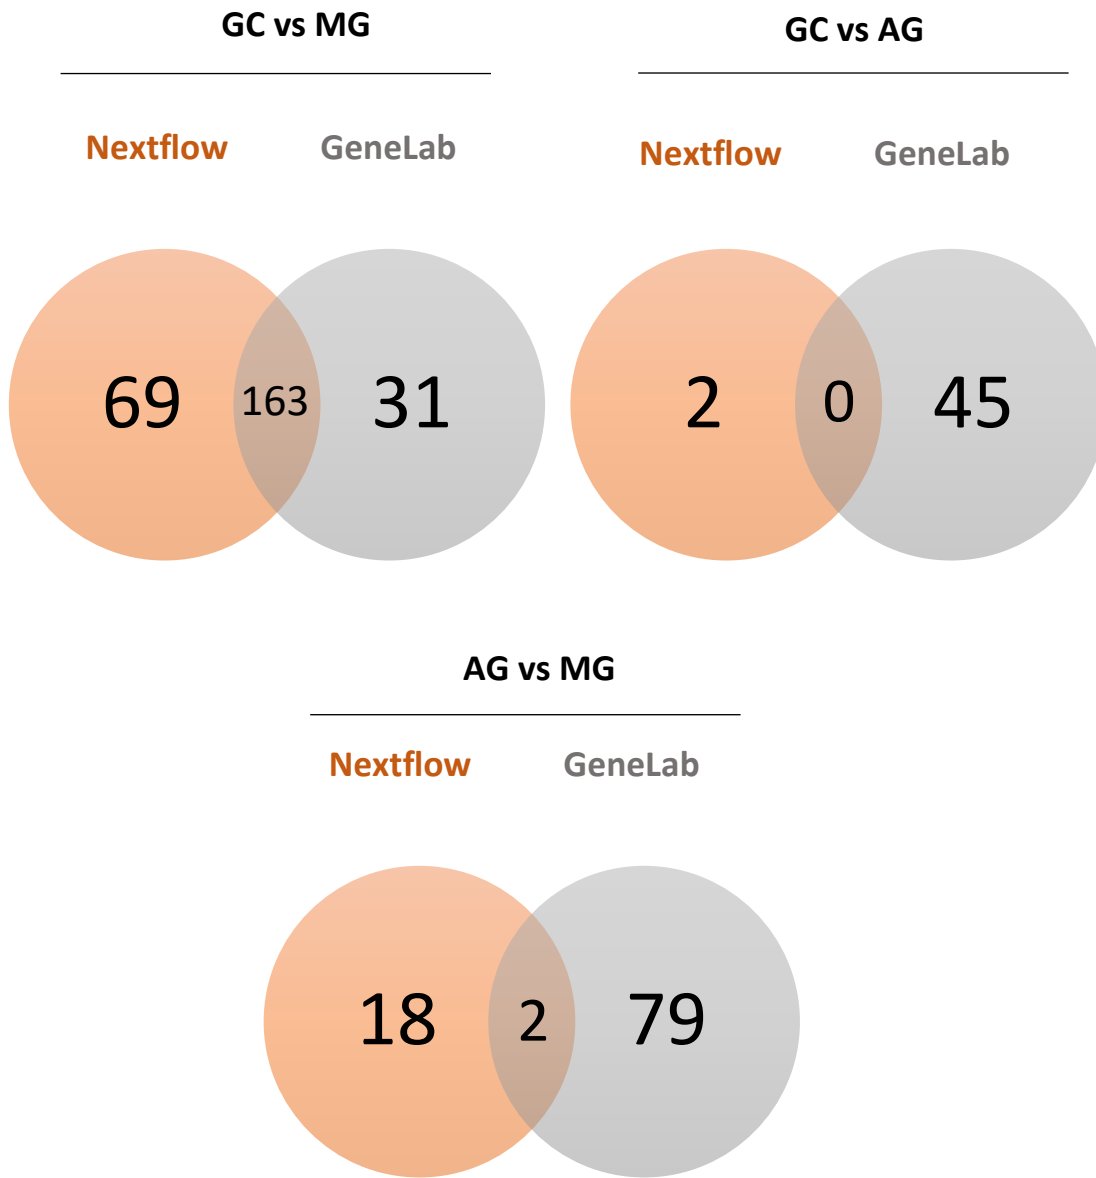 GC vs MG
Nextflow GeneLab
69 163 31
GC vs AG
Nextflow GeneLab
2 0 45
AG vs MG
Nextflow GeneLab
18 2 79